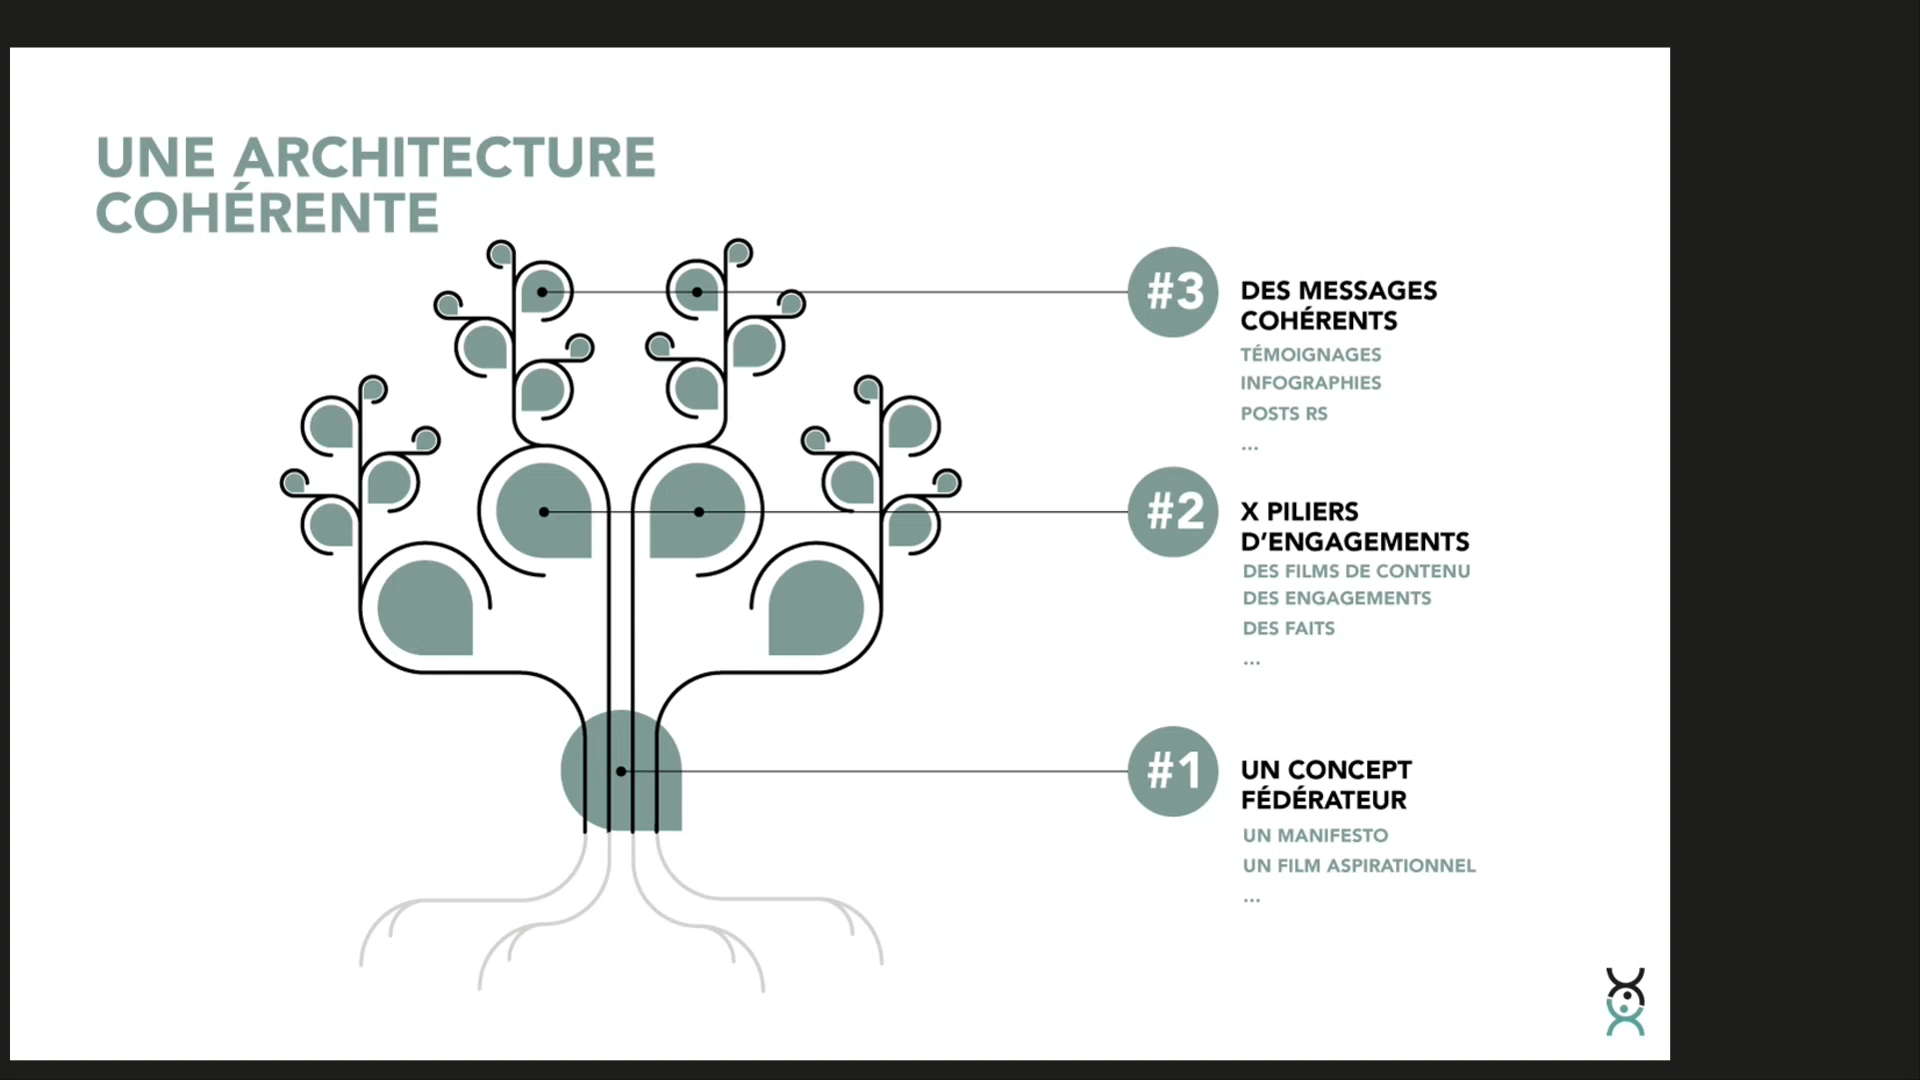 UNE ARCHITECTURE
COHÉRENTE
#3
DES MESSAGES
COHÉRENTS
TÉMOIGNAGES
INFOGRAPHIES
POSTS RS
...
#2
X PILIERS
D’ENGAGEMENTS
DES FILMS DE CONTENU
DES ENGAGEMENTS
DES FAITS
...
#1
UN CONCEPT
FÉDÉRATEUR
UN MANIFESTO
UN FILM ASPIRATIONNEL
...